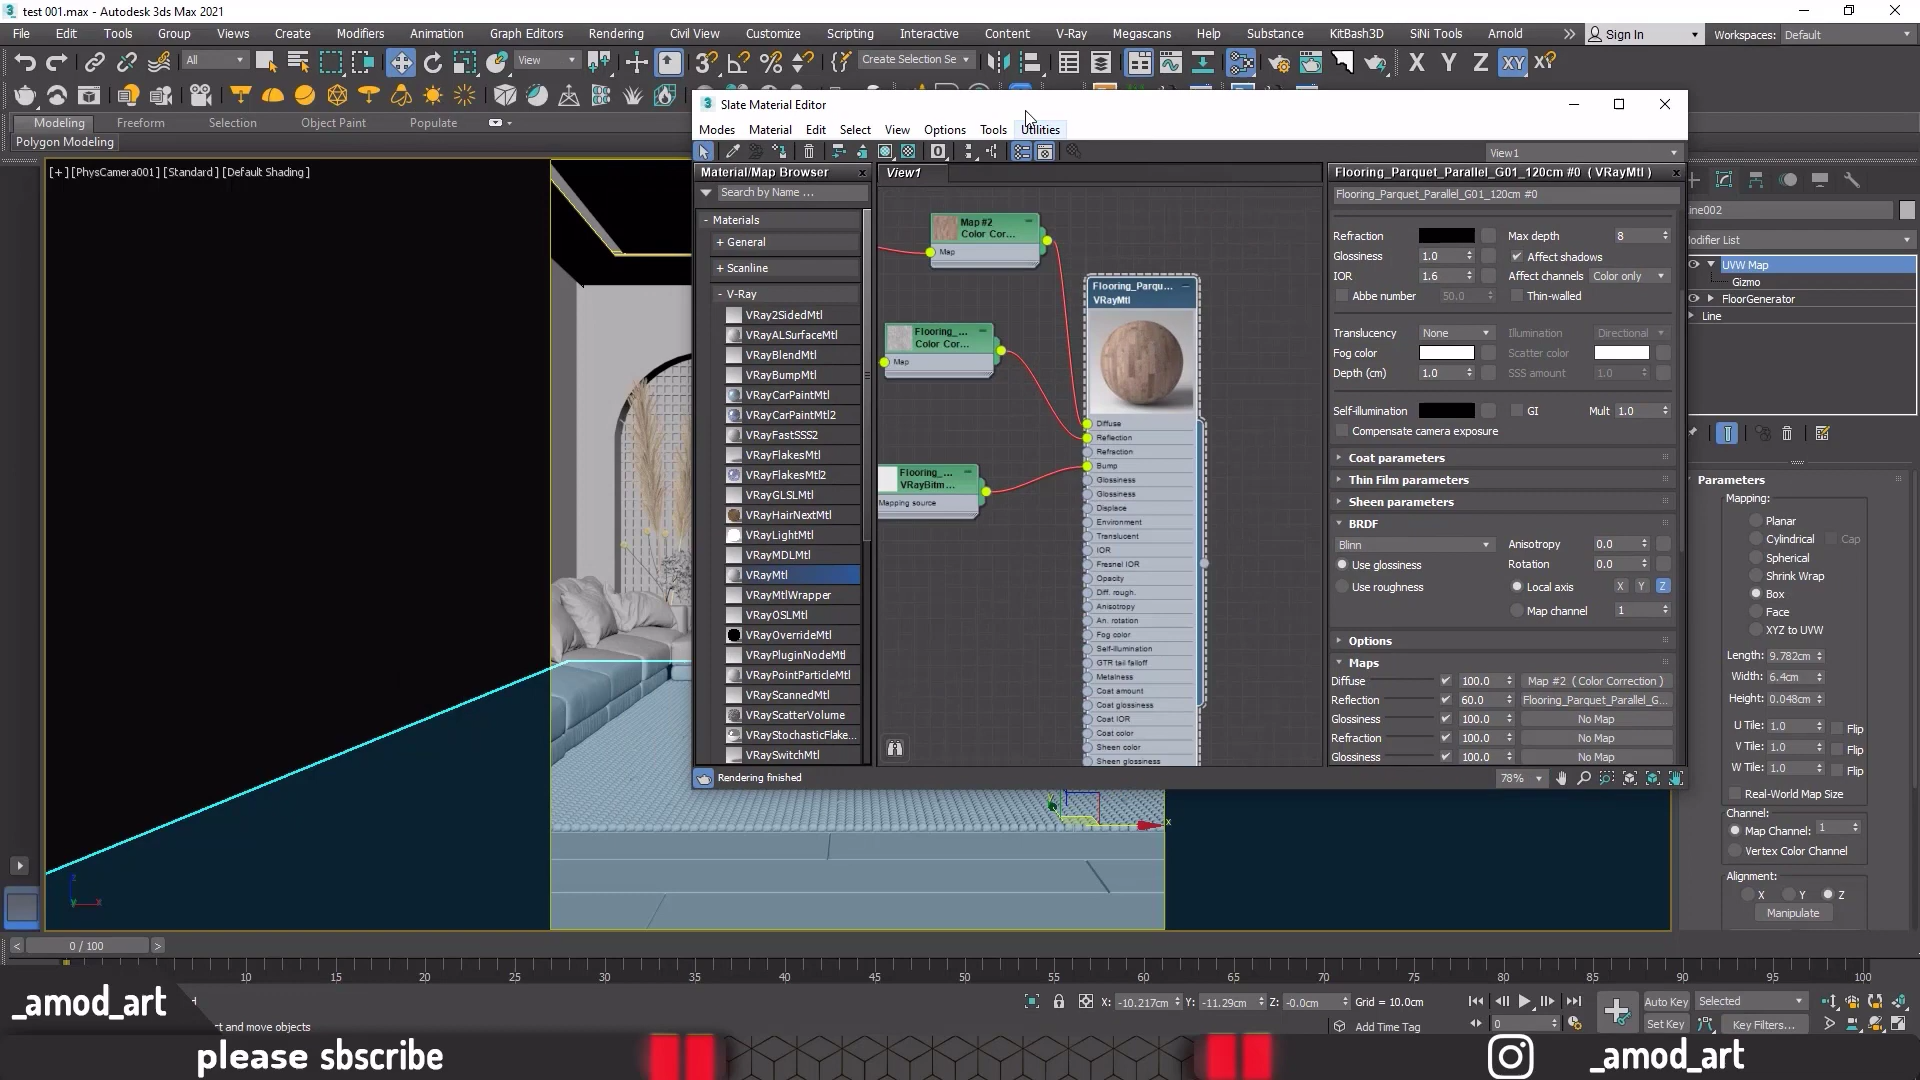 test 001.max - Autodesk 3ds Max 2021
File Edit Tools Group Views Create Modifiers Animation Graph Editors Rendering Civil View Customize Scripting Interactive Content V-Ray Megascans Help Substance KitBash3D SiNi Tools Arnold Sign In Workspaces: Default
All View Create Selection Se X Y Z XY
Modeling Freeform Selection Object Paint Populate
Polygon Modeling
[+] [PhysCamera001] [Standard] [Default Shading]
Slate Material Editor
Modes Material Edit Select View Options Tools Utilities
View1
Material/Map Browser
Search by Name ...
- Materials
+ General
+ Scanline
- V-Ray
VRay2SidedMtl
VRayALSurfaceMtl
VRayBlendMtl
VRayBumpMtl
VRayCarPaintMtl
VRayCarPaintMtl2
VRayFastSSS2
VRayFlakesMtl
VRayFlakesMtl2
VRayGLSLMtl
VRayHairNextMtl
VRayLightMtl
VRayMDLMtl
VRayMtl
VRayMtlWrapper
VRayOSLMtl
VRayOverrideMtl
VRayPluginNodeMtl
VRayPointParticleMtl
VRayScannedMtl
VRayScatterVolume
VRayStochasticFlake...
VRaySwitchMtl
Rendering finished
View1
Map #2
Color Cor...
Map
Flooring_...
Color Cor...
Map
Flooring_...
VRayBitm...
Mapping source
Flooring_Parqu...
VRayMtl
Diffuse
Reflection
Refraction
Bump
Glossiness
Glossiness
Displace
Environment
Translucent
IOR
Fresnel IOR
Opacity
Diff. rough.
Anisotropy
An. rotation
Fog color
Self-illumination
GTR tail falloff
Metalness
Coat amount
Coat glossiness
Coat IOR
Coat color
Sheen color
Sheen glossiness
78%
Flooring_Parquet_Parallel_G01_120cm #0 ( VRayMtl )
Flooring_Parquet_Parallel_G01_120cm #0
Refraction Max depth 8
Glossiness 1.0 Affect shadows
IOR 1.6 Affect channels Color only
Abbe number 50.0 Thin-walled
Translucency None Illumination Directional
Fog color Scatter color
Depth (cm) 1.0 SSS amount 1.0
Self-illumination GI Mult 1.0
Compensate camera exposure
Coat parameters
Thin Film parameters
Sheen parameters
BRDF
Blinn Anisotropy 0.0
Use glossiness Rotation 0.0
Use roughness Local axis X Y Z
Map channel 1
Options
Maps
Diffuse 100.0 Map #2 ( Color Correction )
Reflection 60.0 Flooring_Parquet_Parallel_G...
Glossiness 100.0 No Map
Refraction 100.0 No Map
Glossiness 100.0 No Map
ine002
odifier List
UVW Map
Gizmo
FloorGenerator
Line
Parameters
Mapping:
Planar
Cylindrical Cap
Spherical
Shrink Wrap
Box
Face
XYZ to UVW
Length: 9.782cm
Width: 6.4cm
Height: 0.048cm
U Tile: 1.0 Flip
V Tile: 1.0 Flip
W Tile: 1.0 Flip
Real-World Map Size
Channel:
Map Channel: 1
Vertex Color Channel
Alignment:
X Y Z
Manipulate
z y x
y x
< 0 / 100 >
10 15 20 25 30 35 40 45 50 55 60 65 70 75 80 85 90 95 100
X: -10.217cm Y: -11.29cm Z: -0.0cm Grid = 10.0cm
Auto Key Selected
ct and move objects
Add Time Tag
0
Set Key Key Filters...
_amod_art
please sbscribe
_amod_art